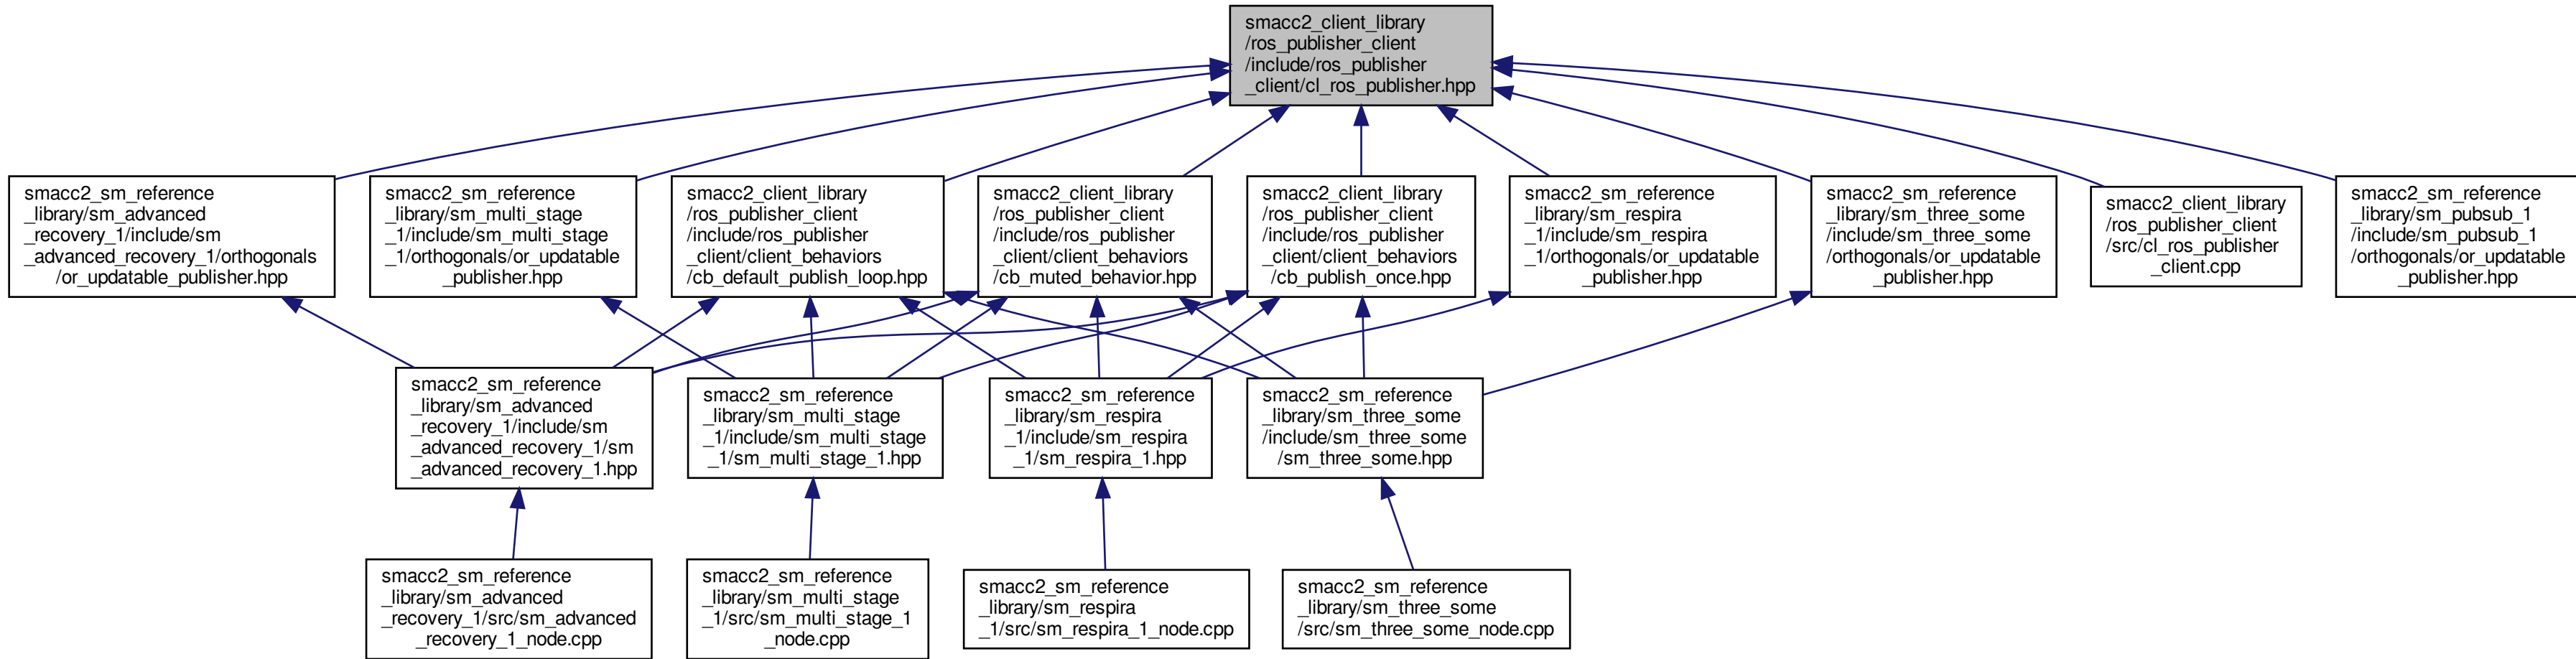 smacc2_client_library
/ros_publisher_client
/include/ros_publisher
_client/cl_ros_publisher.hpp
smacc2_sm_reference
_library/sm_advanced
_recovery_1/include/sm
_advanced_recovery_1/orthogonals
/or_updatable_publisher.hpp
smacc2_sm_reference
_library/sm_multi_stage
_1/include/sm_multi_stage
_1/orthogonals/or_updatable
_publisher.hpp
smacc2_client_library
/ros_publisher_client
/include/ros_publisher
_client/client_behaviors
/cb_default_publish_loop.hpp
smacc2_client_library
/ros_publisher_client
/include/ros_publisher
_client/client_behaviors
/cb_muted_behavior.hpp
smacc2_client_library
/ros_publisher_client
/include/ros_publisher
_client/client_behaviors
/cb_publish_once.hpp
smacc2_sm_reference
_library/sm_respira
_1/include/sm_respira
_1/orthogonals/or_updatable
_publisher.hpp
smacc2_sm_reference
_library/sm_three_some
/include/sm_three_some
/orthogonals/or_updatable
_publisher.hpp
smacc2_client_library
/ros_publisher_client
/src/cl_ros_publisher
_client.cpp
smacc2_sm_reference
_library/sm_pubsub_1
/include/sm_pubsub_1
/orthogonals/or_updatable
_publisher.hpp
smacc2_sm_reference
_library/sm_advanced
_recovery_1/include/sm
_advanced_recovery_1/sm
_advanced_recovery_1.hpp
smacc2_sm_reference
_library/sm_multi_stage
_1/include/sm_multi_stage
_1/sm_multi_stage_1.hpp
smacc2_sm_reference
_library/sm_respira
_1/include/sm_respira
_1/sm_respira_1.hpp
smacc2_sm_reference
_library/sm_three_some
/include/sm_three_some
/sm_three_some.hpp
smacc2_sm_reference
_library/sm_advanced
_recovery_1/src/sm_advanced
_recovery_1_node.cpp
smacc2_sm_reference
_library/sm_multi_stage
_1/src/sm_multi_stage_1
_node.cpp
smacc2_sm_reference
_library/sm_respira
_1/src/sm_respira_1_node.cpp
smacc2_sm_reference
_library/sm_three_some
/src/sm_three_some_node.cpp